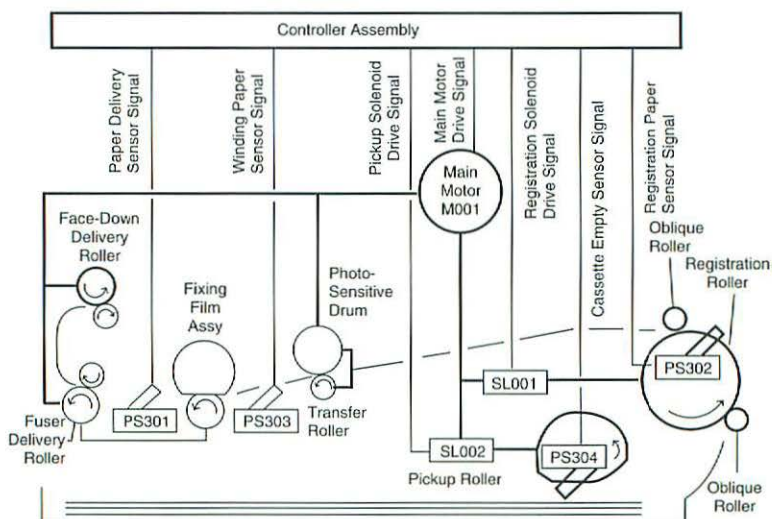 Controller Assembly
Paper Delivery
Sensor Signal
Winding Paper
Sensor Signal
Pickup Solenoid
Drive Signal
Main Motor
Drive Signal
Registration Solenoid
Drive Signal
Cassette Empty Sensor Signal
Registration Paper
Sensor Signal
Main
Motor
M001
Face-Down
Delivery
Roller
Fixing
Film
Assy
Photo-
Sensitive
Drum
Oblique
Roller
Registration
Roller
PS302
SL001
PS301
PS303
Transfer
Roller
Fuser
Delivery
Roller
SL002
PS304
Pickup Roller
Oblique
Roller